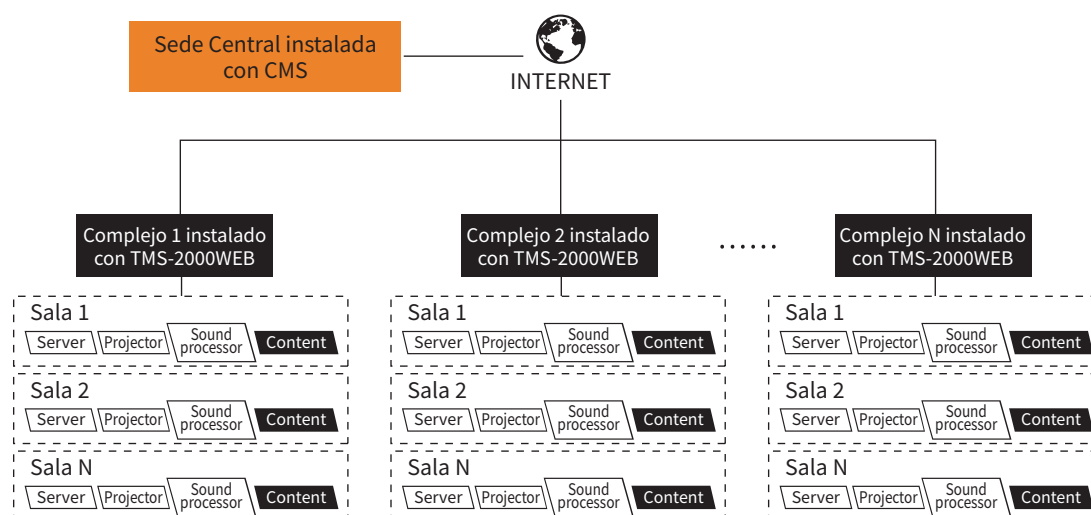 Sede Central instalada
con CMS
INTERNET
Complejo 1 instalado
con TMS-2000WEB
Complejo 2 instalado
con TMS-2000WEB
......
Complejo N instalado
con TMS-2000WEB
Sala 1
Server
Projector
Sound
processor
Content
Sala 2
Server
Projector
Sound
processor
Content
Sala N
Server
Projector
Sound
processor
Content
Sala 1
Server
Projector
Sound
processor
Content
Sala 2
Server
Projector
Sound
processor
Content
Sala N
Server
Projector
Sound
processor
Content
Sala 1
Server
Projector
Sound
processor
Content
Sala 2
Server
Projector
Sound
processor
Content
Sala N
Server
Projector
Sound
processor
Content